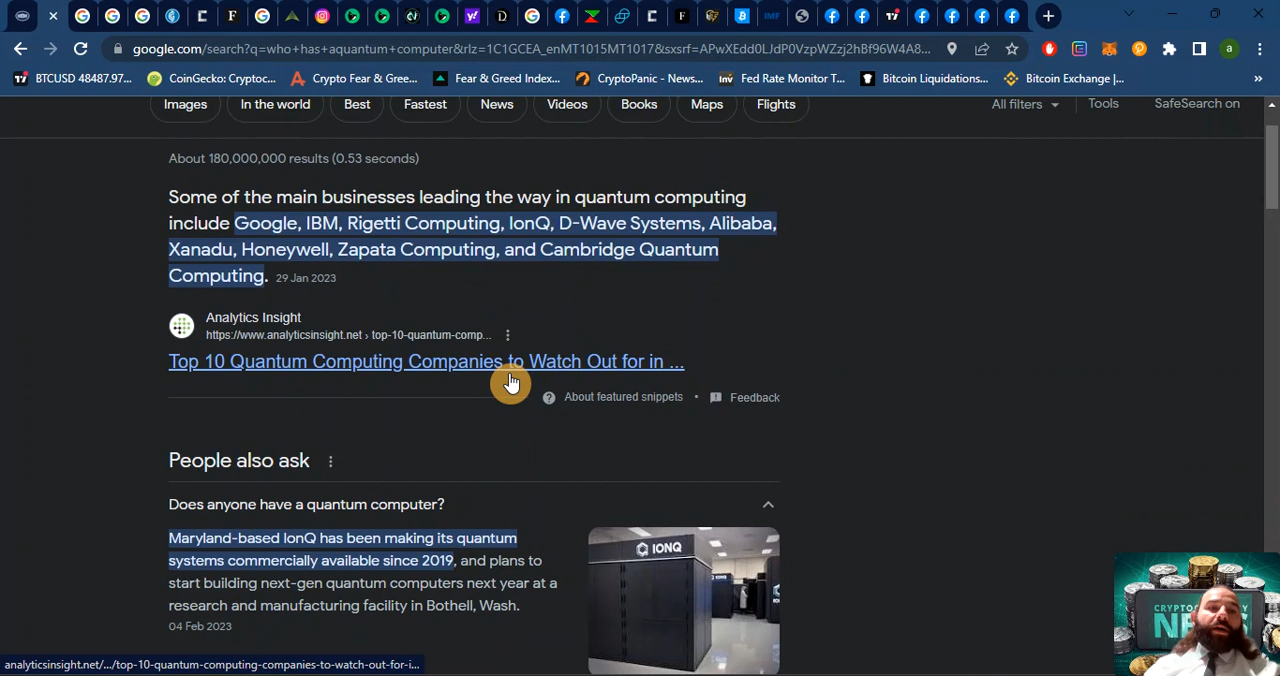 google.com/search?q=who+has+aquantum+computer&rlz=1C1GCEA_enMT1015MT1017&sxsrf=APwXEdd0LJdP0VzpWZzj2hBf96W4A8...
BTCUSD 48487.97...
CoinGecko: Cryptoc...
Crypto Fear & Gree...
Fear & Greed Index...
CryptoPanic - News...
Fed Rate Monitor T...
Bitcoin Liquidations...
Bitcoin Exchange |...
Images
In the world
Best
Fastest
News
Videos
Books
Maps
Flights
All filters
Tools
SafeSearch on
About 180,000,000 results (0.53 seconds)
Some of the main businesses leading the way in quantum computing
include Google, IBM, Rigetti Computing, IonQ, D-Wave Systems, Alibaba,
Xanadu, Honeywell, Zapata Computing, and Cambridge Quantum
Computing. 29 Jan 2023
Analytics Insight
https://www.analyticsinsight.net › top-10-quantum-comp...
Top 10 Quantum Computing Companies to Watch Out for in ...
About featured snippets • Feedback
People also ask
Does anyone have a quantum computer?
Maryland-based IonQ has been making its quantum
systems commercially available since 2019, and plans to
start building next-gen quantum computers next year at a
research and manufacturing facility in Bothell, Wash.
04 Feb 2023
IONQ
analyticsinsight.net/.../top-10-quantum-computing-companies-to-watch-out-for-i...